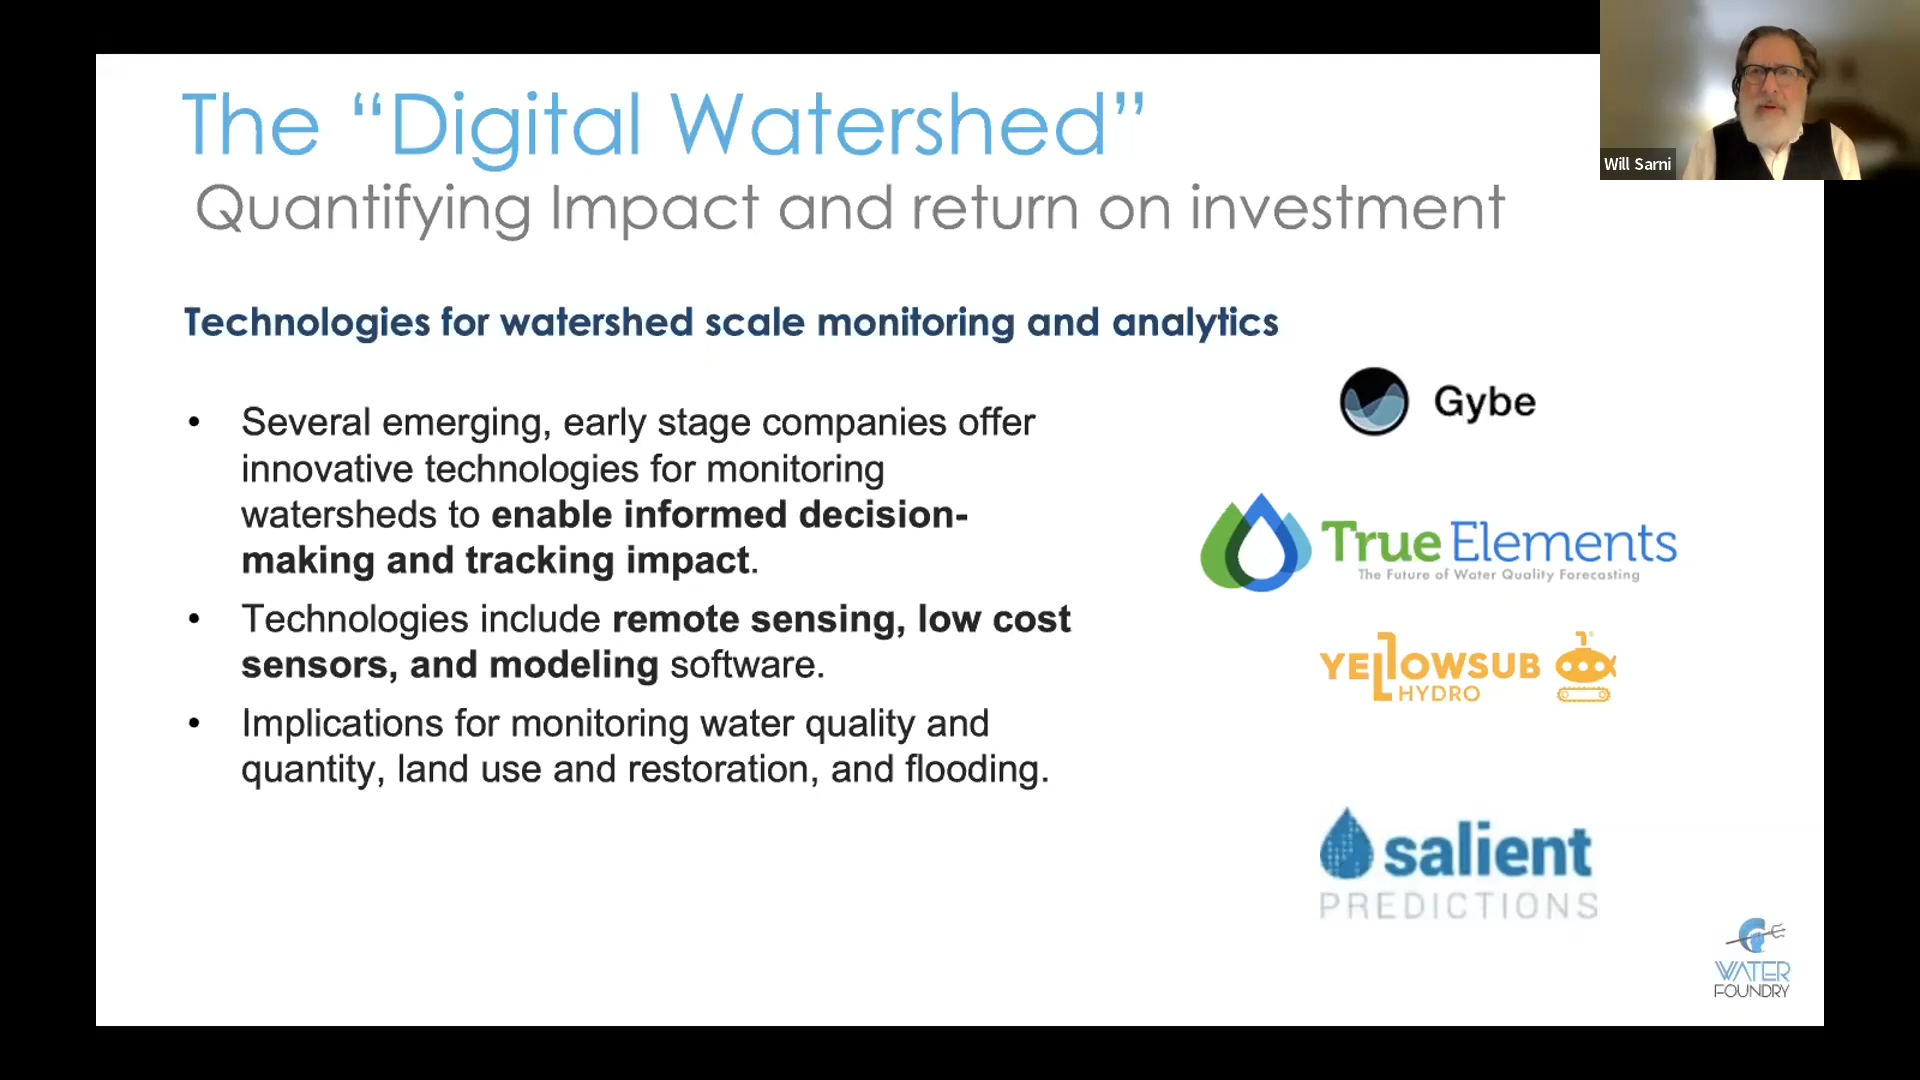 The “Digital Watershed”
Quantifying Impact and return on investment
Will Sarni
Technologies for watershed scale monitoring and analytics
• Several emerging, early stage companies offer
innovative technologies for monitoring
watersheds to enable informed decision-
making and tracking impact.
• Technologies include remote sensing, low cost
sensors, and modeling software.
• Implications for monitoring water quality and
quantity, land use and restoration, and flooding.
Gybe
True Elements
The Future of Water Quality Forecasting
YELLOWSUB
HYDRO
salient
PREDICTIONS
WATER
FOUNDRY